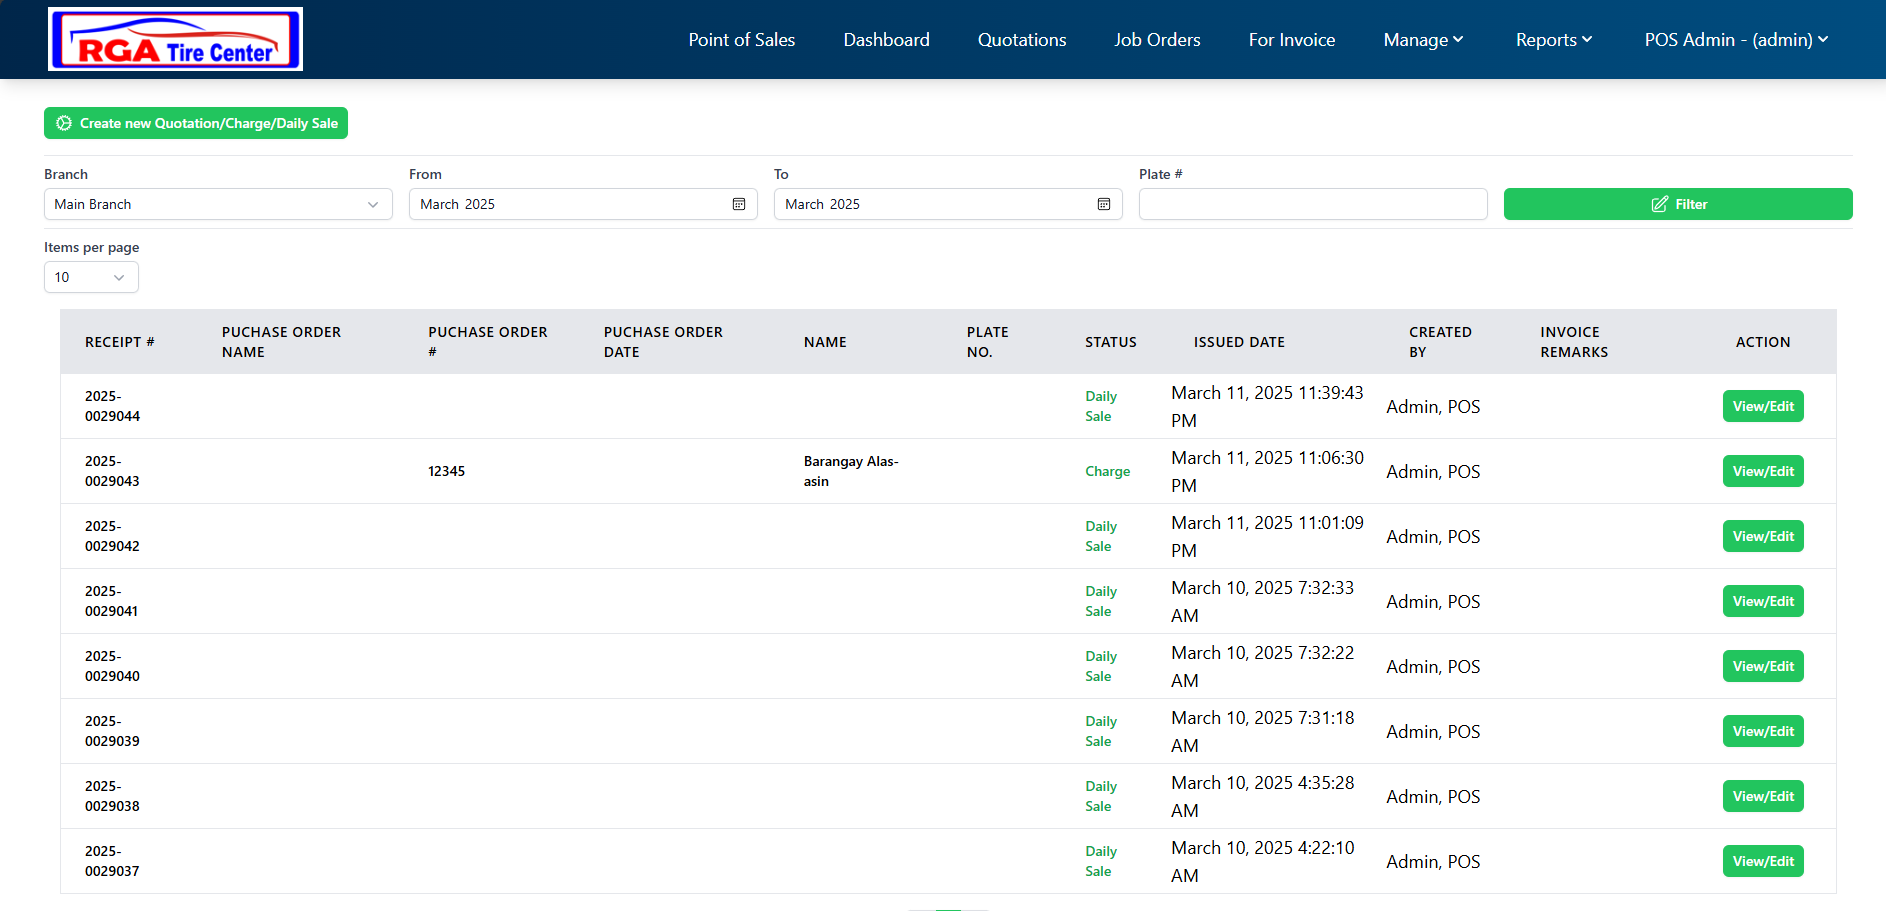 RGA Tire Center
Point of Sales Dashboard Quotations Job Orders For Invoice Manage Reports POS Admin - (admin)
Create new Quotation/Charge/Daily Sale
Branch From To Plate #
Main Branch March 2025 March 2025 Filter
Items per page
10
RECEIPT # PUCHASE ORDER NAME PUCHASE ORDER # PUCHASE ORDER DATE NAME PLATE NO. STATUS ISSUED DATE CREATED BY INVOICE REMARKS ACTION
2025-0029044 Daily Sale March 11, 2025 11:39:43 PM Admin, POS View/Edit
2025-0029043 12345 Barangay Alas-asin Charge March 11, 2025 11:06:30 PM Admin, POS View/Edit
2025-0029042 Daily Sale March 11, 2025 11:01:09 PM Admin, POS View/Edit
2025-0029041 Daily Sale March 10, 2025 7:32:33 AM Admin, POS View/Edit
2025-0029040 Daily Sale March 10, 2025 7:32:22 AM Admin, POS View/Edit
2025-0029039 Daily Sale March 10, 2025 7:31:18 AM Admin, POS View/Edit
2025-0029038 Daily Sale March 10, 2025 4:35:28 AM Admin, POS View/Edit
2025-0029037 Daily Sale March 10, 2025 4:22:10 AM Admin, POS View/Edit